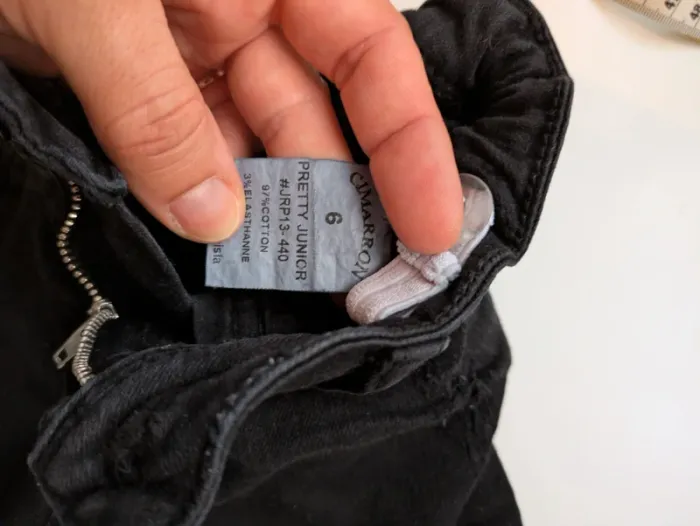 CIMARRON
6
PRETTY JUNIOR
#JRP13-440
97%COTTON
3%ELASTHANNE